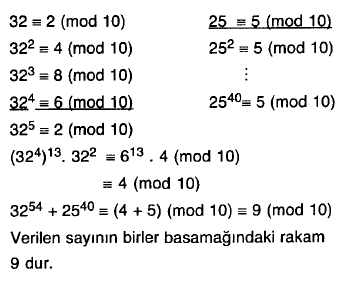 32 ≡ 2 (mod 10) 25 ≡ 5 (mod 10)
32² ≡ 4 (mod 10) 25² ≡ 5 (mod 10)
32³ ≡ 8 (mod 10) ⋮
32⁴ ≡ 6 (mod 10) 25⁴⁰≡ 5 (mod 10)
32⁵ ≡ 2 (mod 10)
(32⁴)¹³. 32² ≡ 6¹³ . 4 (mod 10)
≡ 4 (mod 10)
32⁵⁴ + 25⁴⁰ ≡ (4 + 5) (mod 10) ≡ 9 (mod 10)
Verilen sayının birler basamağındaki rakam
9 dur.